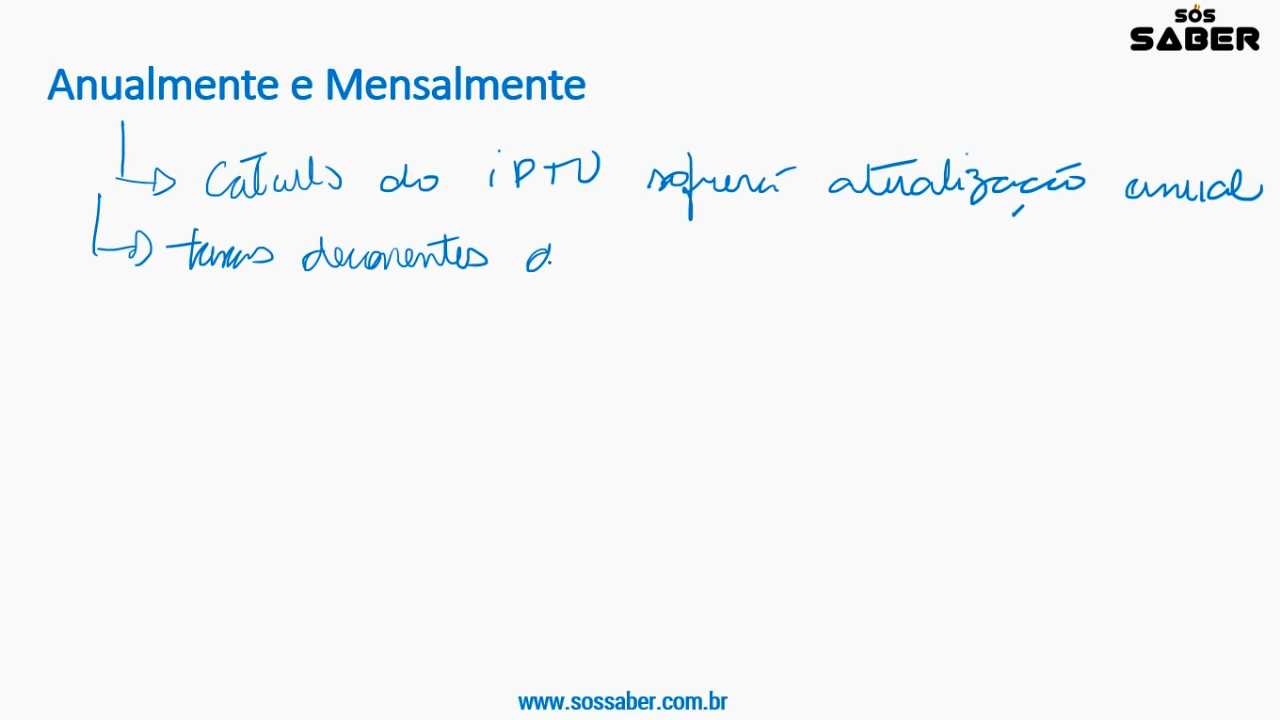 SÓS
SABER
Anualmente e Mensalmente
Cálculo do iPTU sofrerá atualização anual
taxas decorrentes d
www.sossaber.com.br